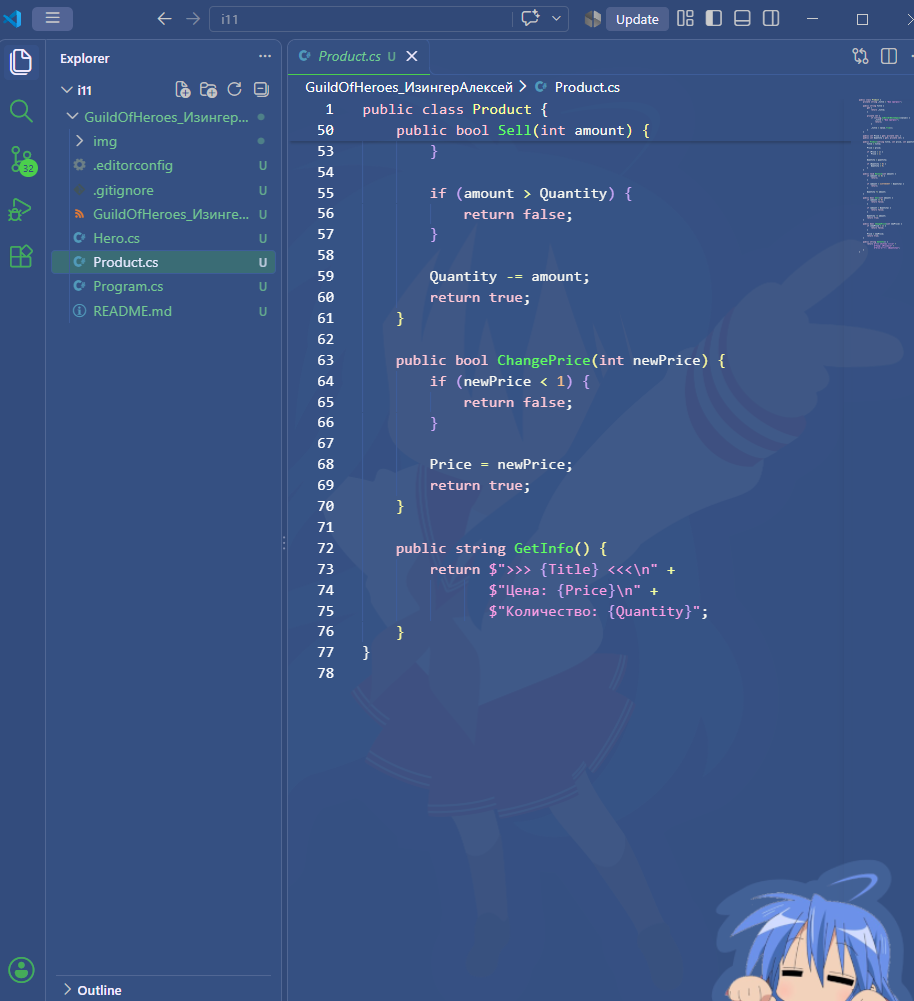 i11
Update
Explorer
Product.cs U
i11
GuildOfHeroes_ИзингерАлексей > Product.cs
GuildOfHeroes_Изингер...
img
.editorconfig U
.gitignore U
GuildOfHeroes_Изинге... U
Hero.cs U
Product.cs U
Program.cs U
README.md U
32
1 public class Product {
50 public bool Sell(int amount) {
53 }
54
55 if (amount > Quantity) {
56 return false;
57 }
58
59 Quantity -= amount;
60 return true;
61 }
62
63 public bool ChangePrice(int newPrice) {
64 if (newPrice < 1) {
65 return false;
66 }
67
68 Price = newPrice;
69 return true;
70 }
71
72 public string GetInfo() {
73 return $">>> {Title} <<<\n" +
74 $"Цена: {Price}\n" +
75 $"Количество: {Quantity}";
76 }
77 }
78
Outline